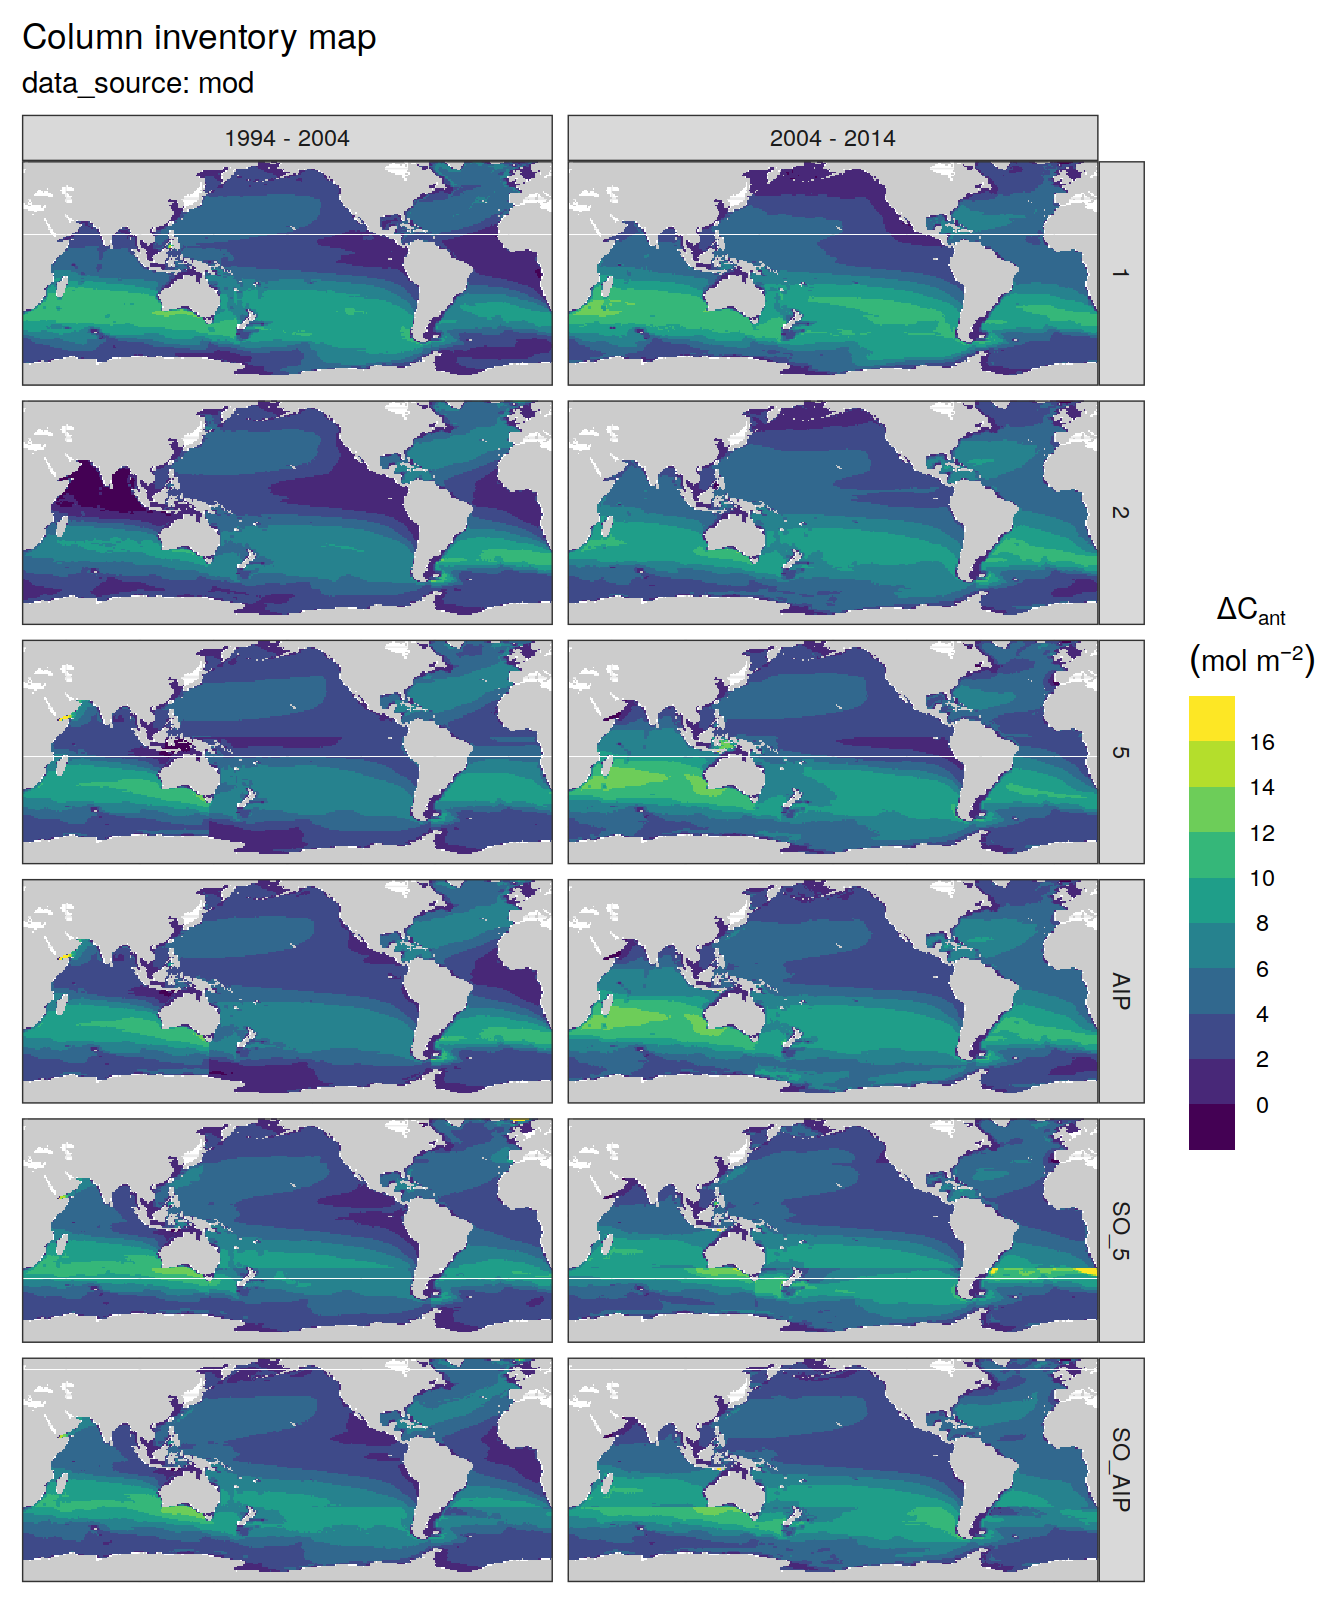 Column inventory map
data_source: mod
1994 - 2004
2004 - 2014
1
2
5
AIP
SO_5
SO_AIP
ΔCant
(mol m−2)
16
14
12
10
8
6
4
2
0